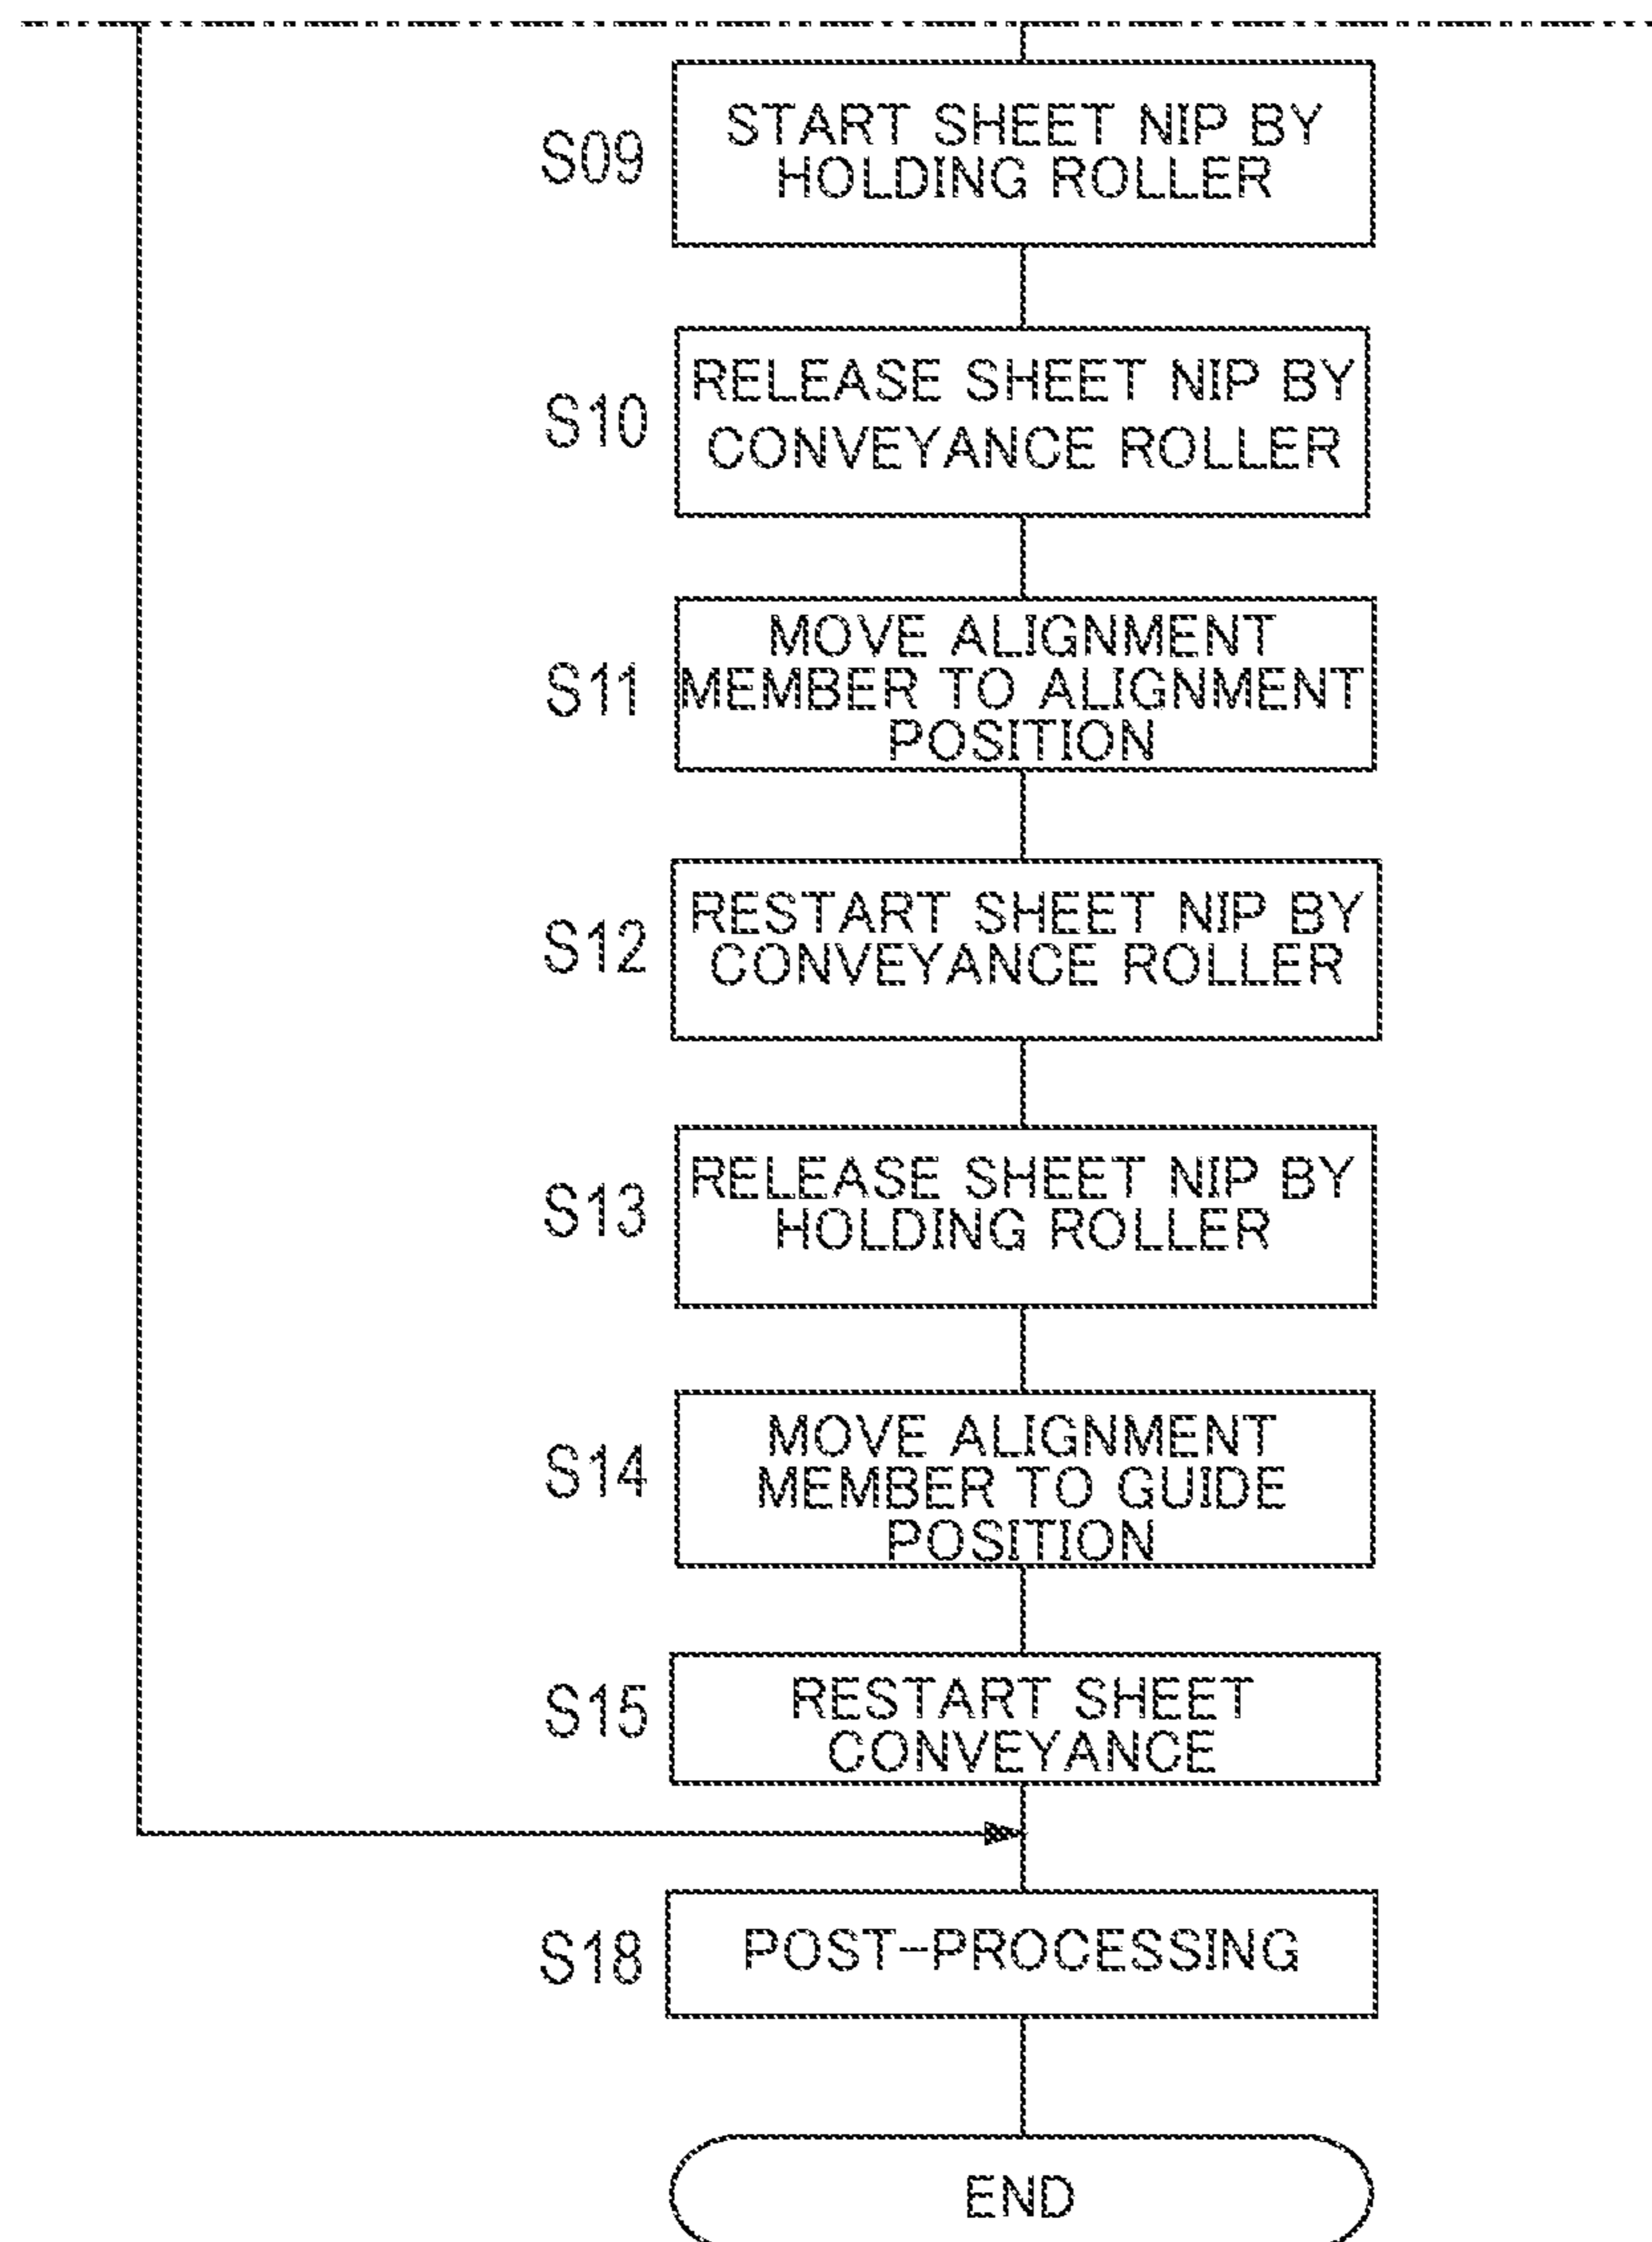 S09
START SHEET NIP BY
HOLDING ROLLER
S10
RELEASE SHEET NIP BY
CONVEYANCE ROLLER
S11
MOVE ALIGNMENT
MEMBER TO ALIGNMENT
POSITION
S12
RESTART SHEET NIP BY
CONVEYANCE ROLLER
S13
RELEASE SHEET NIP BY
HOLDING ROLLER
S14
MOVE ALIGNMENT
MEMBER TO GUIDE
POSITION
S15
RESTART SHEET
CONVEYANCE
S18
POST-PROCESSING
END